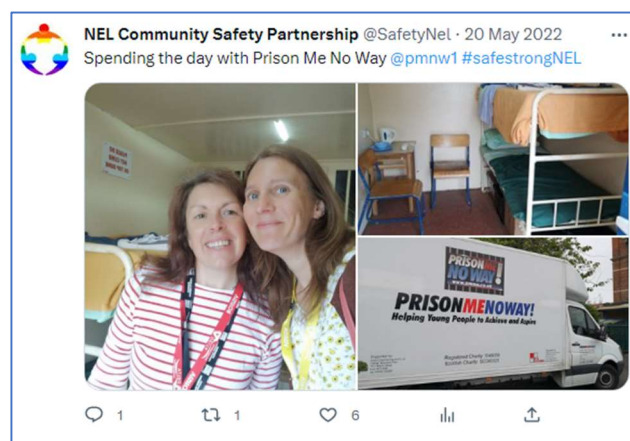 NEL Community Safety Partnership @SafetyNel · 20 May 2022
Spending the day with Prison Me No Way @pmnw1 #safestrongNEL
PRISON ME
NO WAY!
PRISONMENOWAY!
Helping Young People to Achieve and Aspire
Registered Charity
1 1 6